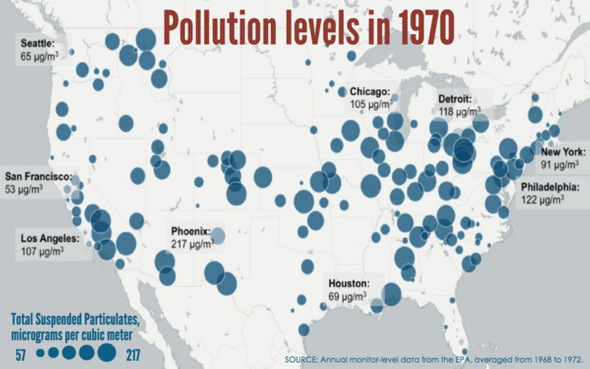 Pollution levels in 1970
Seattle:
65 µg/m³
Chicago:
105 µg/m³
Detroit:
118 µg/m³
New York:
91 µg/m³
San Francisco:
53 µg/m³
Philadelphia:
122 µg/m³
Los Angeles:
107 µg/m³
Phoenix:
217 µg/m³
Houston:
69 µg/m³
Total Suspended Particulates,
micrograms per cubic meter
57 217
SOURCE: Annual monitor-level data from the EPA, averaged from 1968 to 1972.